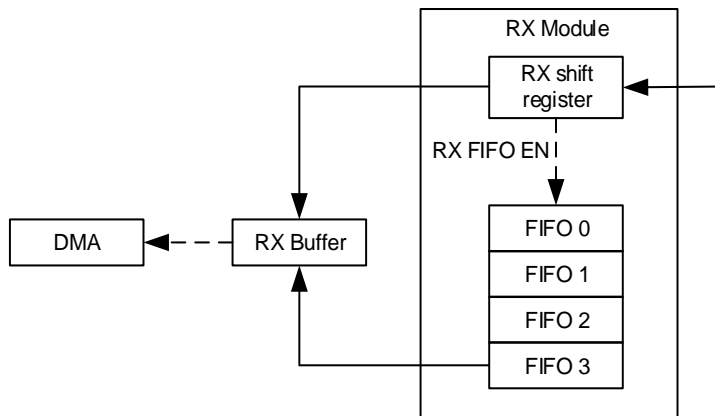 RX Module
RX shift
register
RX FIFO EN
FIFO 0
DMA
RX Buffer
FIFO 1
FIFO 2
FIFO 3